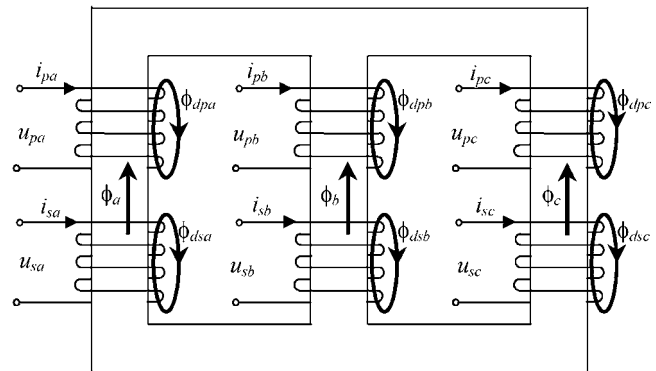 i_pa
i_pb
i_pc
ϕ_dpa
ϕ_dpb
ϕ_dpc
u_pa
u_pb
u_pc
ϕ_a
ϕ_b
ϕ_c
i_sa
i_sb
i_sc
ϕ_dsa
ϕ_dsb
ϕ_dsc
u_sa
u_sb
u_sc